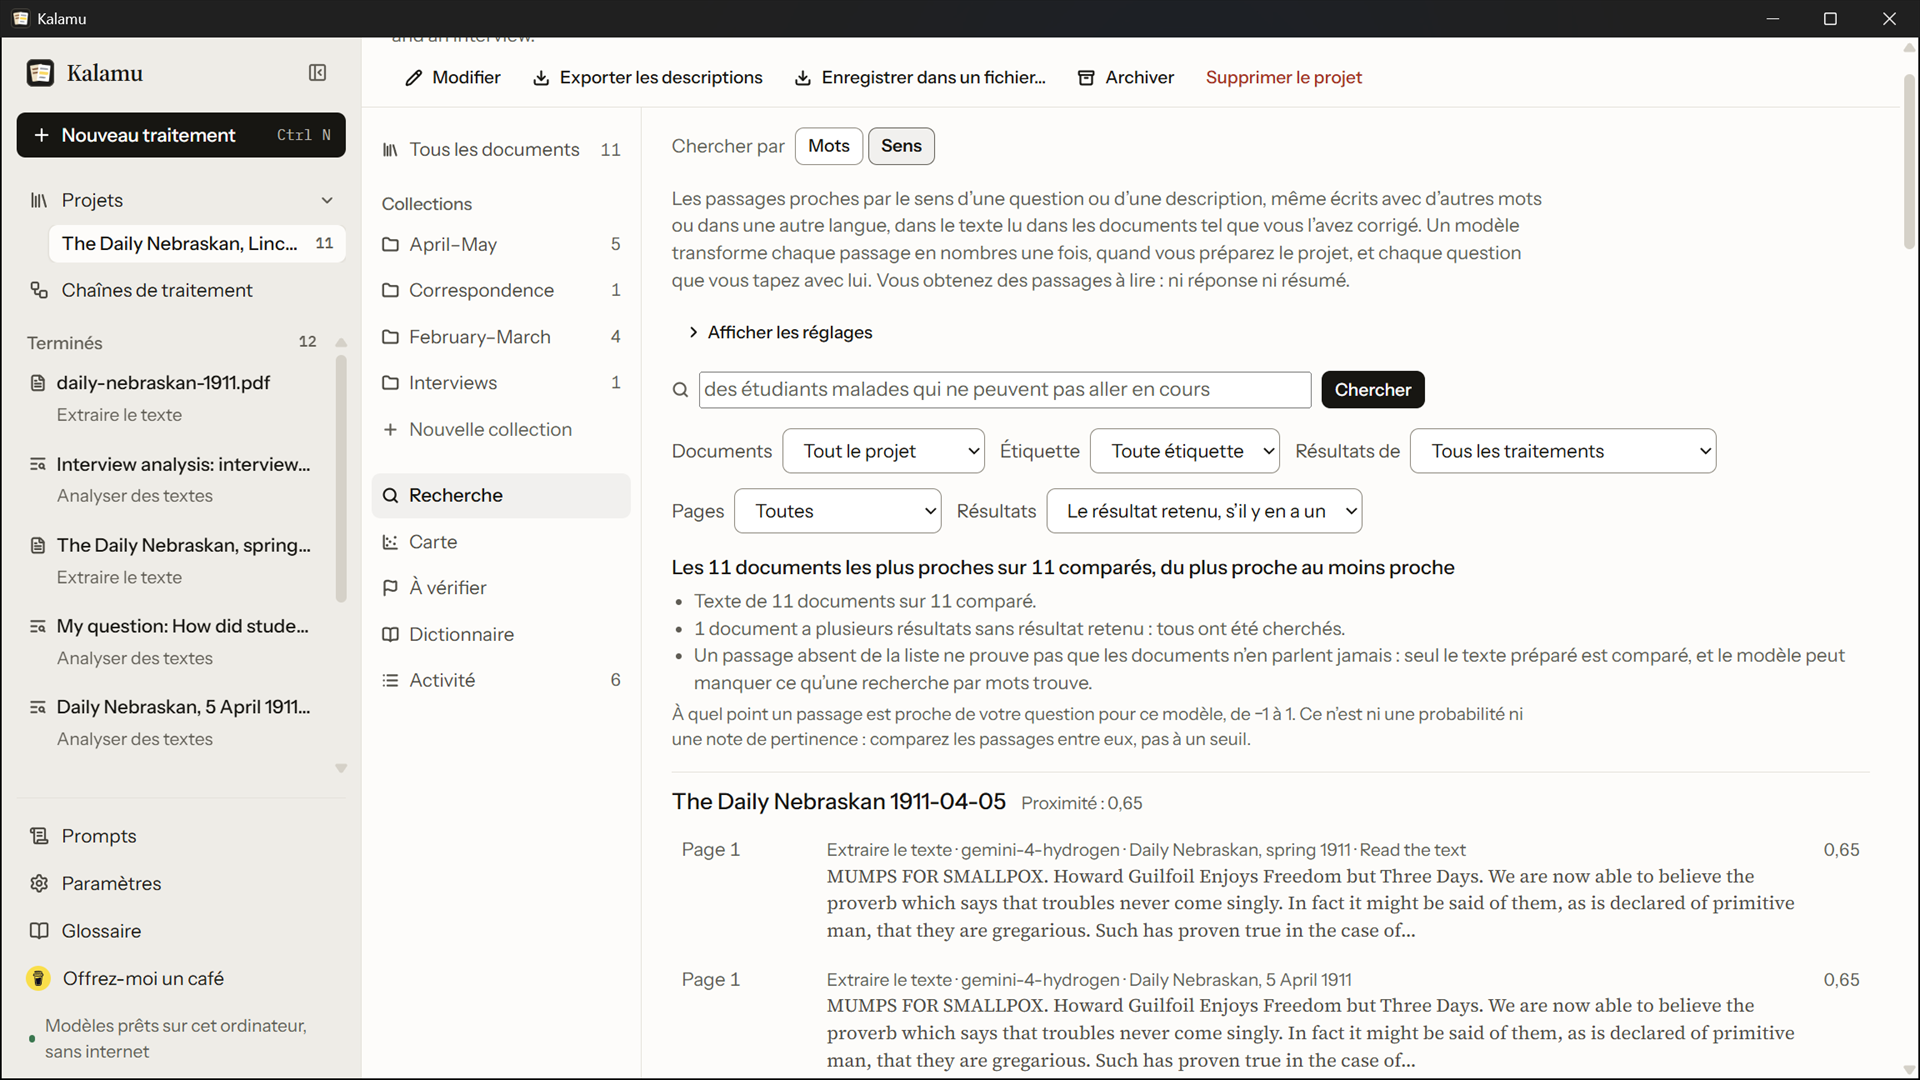 Kalamu
Kalamu
Nouveau traitement Ctrl N
Projets
The Daily Nebraskan, Linc... 11
Chaînes de traitement
Terminés 12
daily-nebraskan-1911.pdf
Extraire le texte
Interview analysis: interview...
Analyser des textes
The Daily Nebraskan, spring...
Extraire le texte
My question: How did stude...
Analyser des textes
Daily Nebraskan, 5 April 1911...
Analyser des textes
Prompts
Paramètres
Glossaire
Offrez-moi un café
Modèles prêts sur cet ordinateur,
sans internet
and an interview.
Modifier Exporter les descriptions Enregistrer dans un fichier... Archiver Supprimer le projet
Tous les documents 11
Collections
April–May 5
Correspondence 1
February–March 4
Interviews 1
+ Nouvelle collection
Recherche
Carte
À vérifier
Dictionnaire
Activité 6
Chercher par Mots Sens
Les passages proches par le sens d’une question ou d’une description, même écrits avec d’autres mots
ou dans une autre langue, dans le texte lu dans les documents tel que vous l’avez corrigé. Un modèle
transforme chaque passage en nombres une fois, quand vous préparez le projet, et chaque question
que vous tapez avec lui. Vous obtenez des passages à lire : ni réponse ni résumé.
Afficher les réglages
des étudiants malades qui ne peuvent pas aller en cours Chercher
Documents Tout le projet Étiquette Toute étiquette Résultats de Tous les traitements
Pages Toutes Résultats Le résultat retenu, s’il y en a un
Les 11 documents les plus proches sur 11 comparés, du plus proche au moins proche
• Texte de 11 documents sur 11 comparé.
• 1 document a plusieurs résultats sans résultat retenu : tous ont été cherchés.
• Un passage absent de la liste ne prouve pas que les documents n’en parlent jamais : seul le texte préparé est comparé, et le modèle peut
manquer ce qu’une recherche par mots trouve.
À quel point un passage est proche de votre question pour ce modèle, de −1 à 1. Ce n’est ni une probabilité ni
une note de pertinence : comparez les passages entre eux, pas à un seuil.
The Daily Nebraskan 1911-04-05 Proximité : 0,65
Page 1 Extraire le texte · gemini-4-hydrogen · Daily Nebraskan, spring 1911 · Read the text 0,65
MUMPS FOR SMALLPOX. Howard Guilfoil Enjoys Freedom but Three Days. We are now able to believe the
proverb which says that troubles never come singly. In fact it might be said of them, as is declared of primitive
man, that they are gregarious. Such has proven true in the case of...
Page 1 Extraire le texte · gemini-4-hydrogen · Daily Nebraskan, 5 April 1911 0,65
MUMPS FOR SMALLPOX. Howard Guilfoil Enjoys Freedom but Three Days. We are now able to believe the
proverb which says that troubles never come singly. In fact it might be said of them, as is declared of primitive
man, that they are gregarious. Such has proven true in the case of...